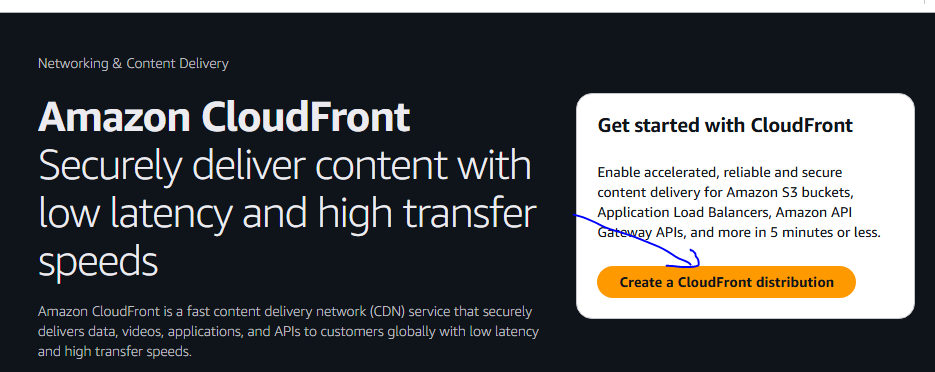 Networking & Content Delivery
Amazon CloudFront
Securely deliver content with
low latency and high transfer
speeds
Amazon CloudFront is a fast content delivery network (CDN) service that securely
delivers data, videos, applications, and APIs to customers globally with low latency
and high transfer speeds.
Get started with CloudFront
Enable accelerated, reliable and secure
content delivery for Amazon S3 buckets,
Application Load Balancers, Amazon API
Gateway APIs, and more in 5 minutes or less.
Create a CloudFront distribution